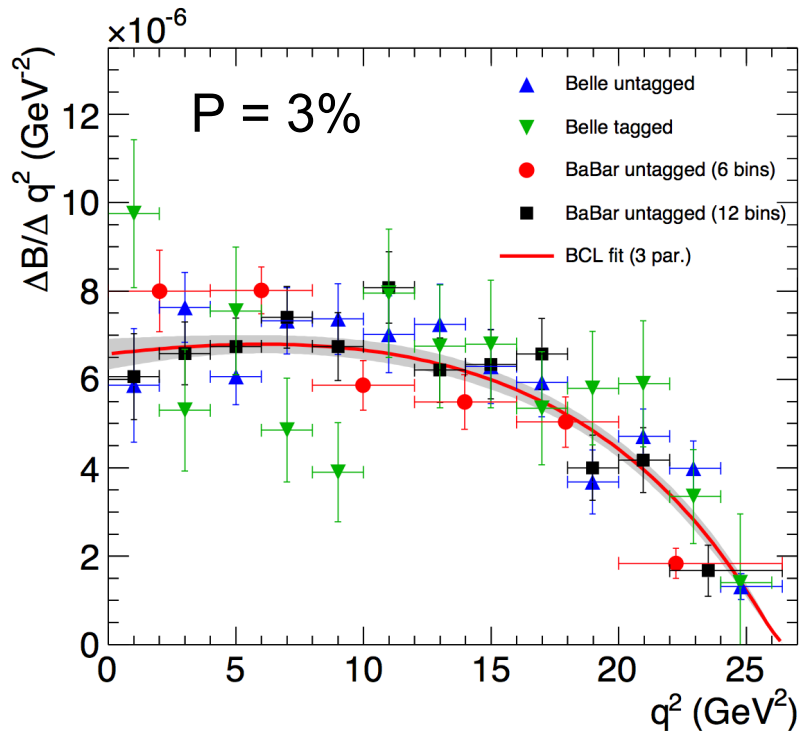 ×10⁻⁶
ΔB/Δ q² (GeV⁻²)
P = 3%
Belle untagged
Belle tagged
BaBar untagged (6 bins)
BaBar untagged (12 bins)
BCL fit (3 par.)
12
10
8
6
4
2
0
0 5 10 15 20 25
q² (GeV²)